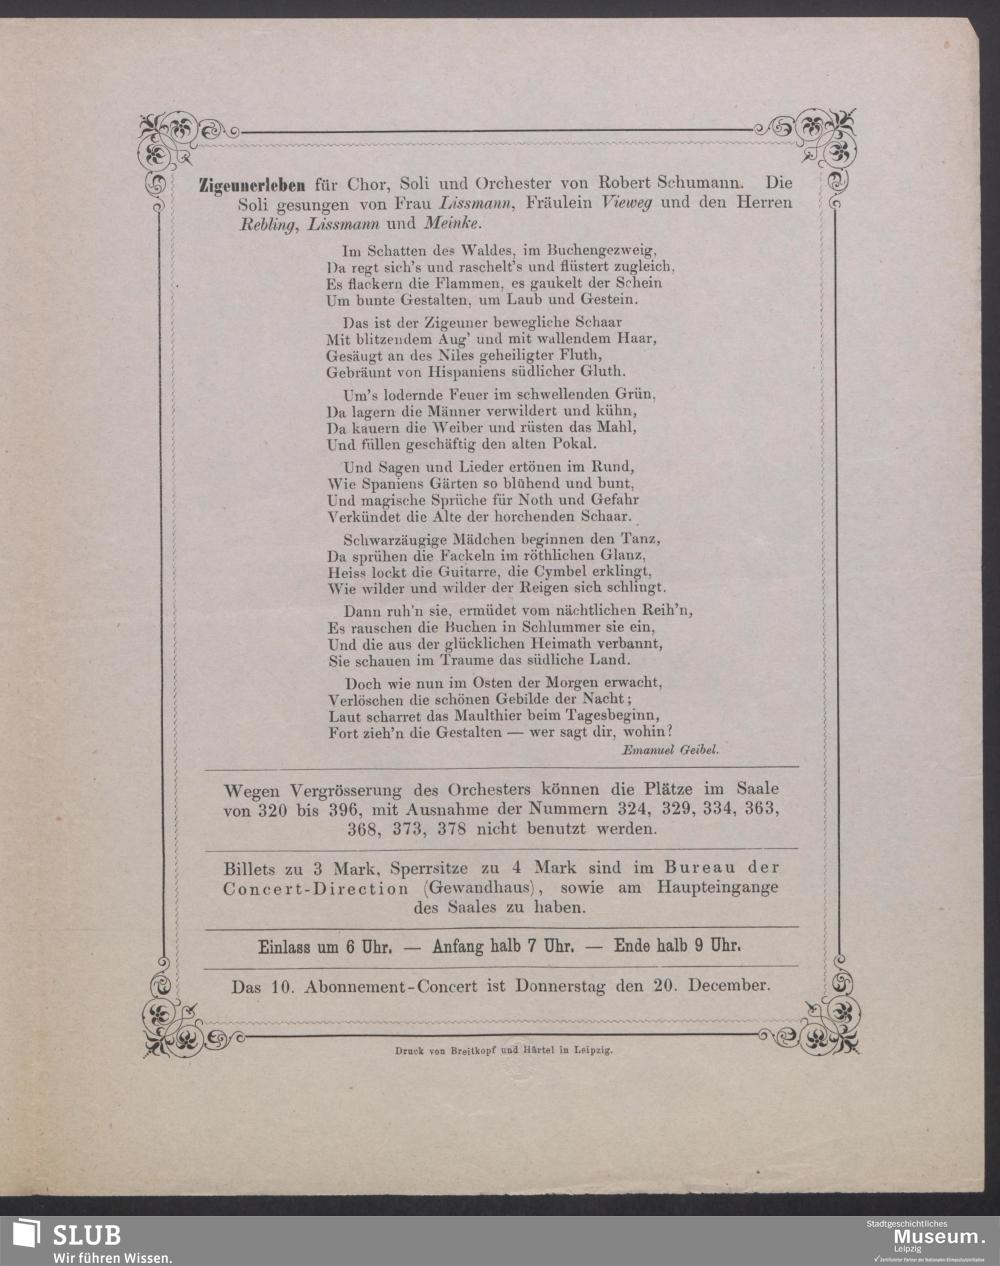 Zigeunerleben für Chor, Soli und Orchester von Robert Schumann. Die
Soli gesungen von Frau Lissmann, Fräulein Vieweg und den Herren
Rebling, Lissmann und Meinke.
Im Schatten des Waldes, im Buchengezweig,
Da regt sich's und raschelt's und flüstert zugleich,
Es flackern die Flammen, es gaukelt der Schein
Um bunte Gestalten, um Laub und Gestein.
Das ist der Zigeuner bewegliche Schaar
Mit blitzendem Aug' und mit wallendem Haar,
Gesäugt an des Niles geheiligter Fluth,
Gebräunt von Hispaniens südlicher Gluth.
Um's lodernde Feuer im schwellenden Grün,
Da lagern die Männer verwildert und kühn,
Da kauern die Weiber und rüsten das Mahl,
Und füllen geschäftig den alten Pokal.
Und Sagen und Lieder ertönen im Rund,
Wie Spaniens Gärten so blühend und bunt,
Und magische Sprüche für Noth und Gefahr
Verkündet die Alte der horchenden Schaar.
Schwarzäugige Mädchen beginnen den Tanz,
Da sprühen die Fackeln im röthlichen Glanz,
Heiss lockt die Guitarre, die Cymbel erklingt,
Wie wilder und wilder der Reigen sich schlingt.
Dann ruh'n sie, ermüdet vom nächtlichen Reih'n,
Es rauschen die Buchen in Schlummer sie ein,
Und die aus der glücklichen Heimath verbannt,
Sie schauen im Traume das südliche Land.
Doch wie nun im Osten der Morgen erwacht,
Verlöschen die schönen Gebilde der Nacht;
Laut scharret das Maulthier beim Tagesbeginn,
Fort zieh'n die Gestalten — wer sagt dir, wohin?
Emanuel Geibel.
Wegen Vergrösserung des Orchesters können die Plätze im Saale
von 320 bis 396, mit Ausnahme der Nummern 324, 329, 334, 363,
368, 373, 378 nicht benutzt werden.
Billets zu 3 Mark, Sperrsitze zu 4 Mark sind im Bureau der
Concert-Direction (Gewandhaus), sowie am Haupteingange
des Saales zu haben.
Einlass um 6 Uhr. — Anfang halb 7 Uhr. — Ende halb 9 Uhr.
Das 10. Abonnement-Concert ist Donnerstag den 20. December.
Druck von Breitkopf und Härtel in Leipzig.
SLUB
Wir führen Wissen.
Stadtgeschichtliches
Museum.
Leipzig
Zertifizierter Partner der Nationalen Klimaschutzinitiative